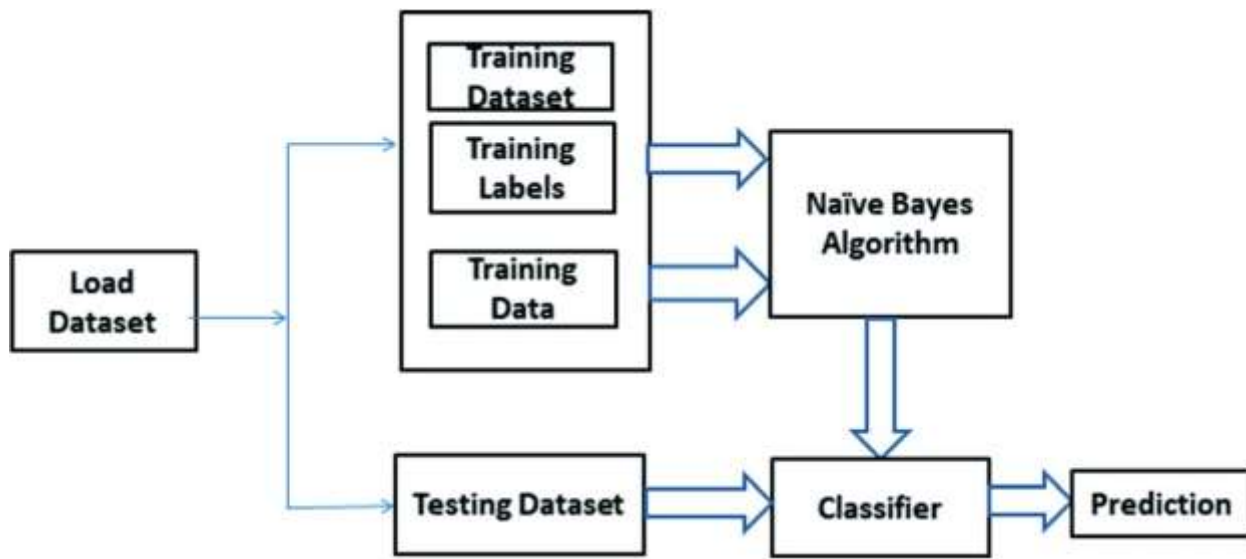 Training
Dataset
Training
Labels
Training
Data
Load
Dataset
Naïve Bayes
Algorithm
Testing Dataset
Classifier
Prediction